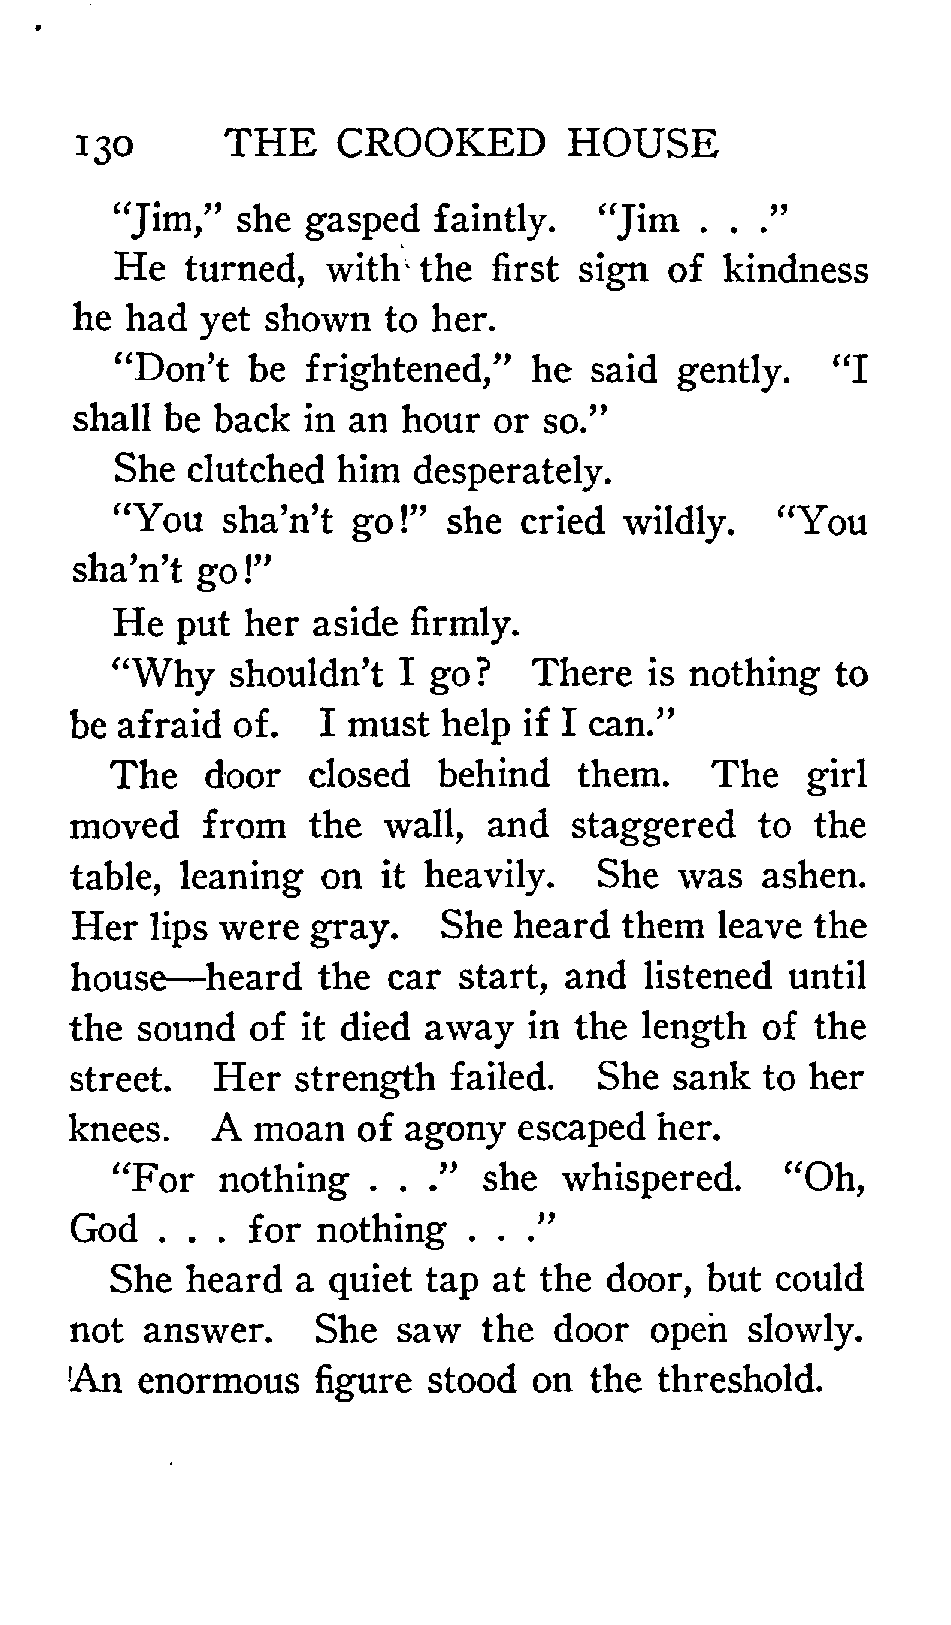 130 THE CROOKED HOUSE
"Jim," she gasped faintly. "Jim . . ."
He turned, with the first sign of kindness
he had yet shown to her.
"Don't be frightened," he said gently. "I
shall be back in an hour or so."
She clutched him desperately.
"You sha'n't go!" she cried wildly. "You
sha'n't go!"
He put her aside firmly.
"Why shouldn't I go? There is nothing to
be afraid of. I must help if I can."
The door closed behind them. The girl
moved from the wall, and staggered to the
table, leaning on it heavily. She was ashen.
Her lips were gray. She heard them leave the
house—heard the car start, and listened until
the sound of it died away in the length of the
street. Her strength failed. She sank to her
knees. A moan of agony escaped her.
"For nothing . . ." she whispered. "Oh,
God . . . for nothing . . ."
She heard a quiet tap at the door, but could
not answer. She saw the door open slowly.
An enormous figure stood on the threshold.